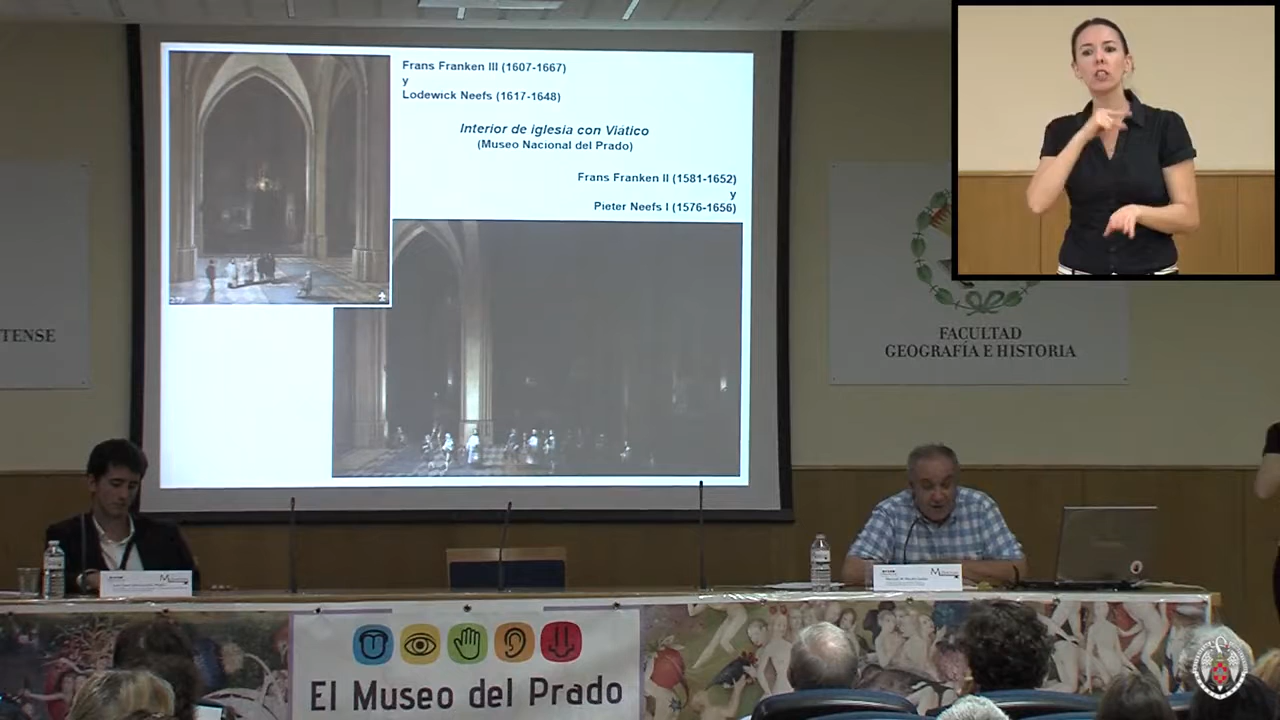 Frans Franken III (1607-1667)
y
Lodewick Neefs (1617-1648)
Interior de iglesia con Viático
(Museo Nacional del Prado)
Frans Franken II (1581-1652)
y
Pieter Neefs I (1576-1656)
TENSE
FACULTAD
GEOGRAFÍA E HISTORIA
El Museo del Prado